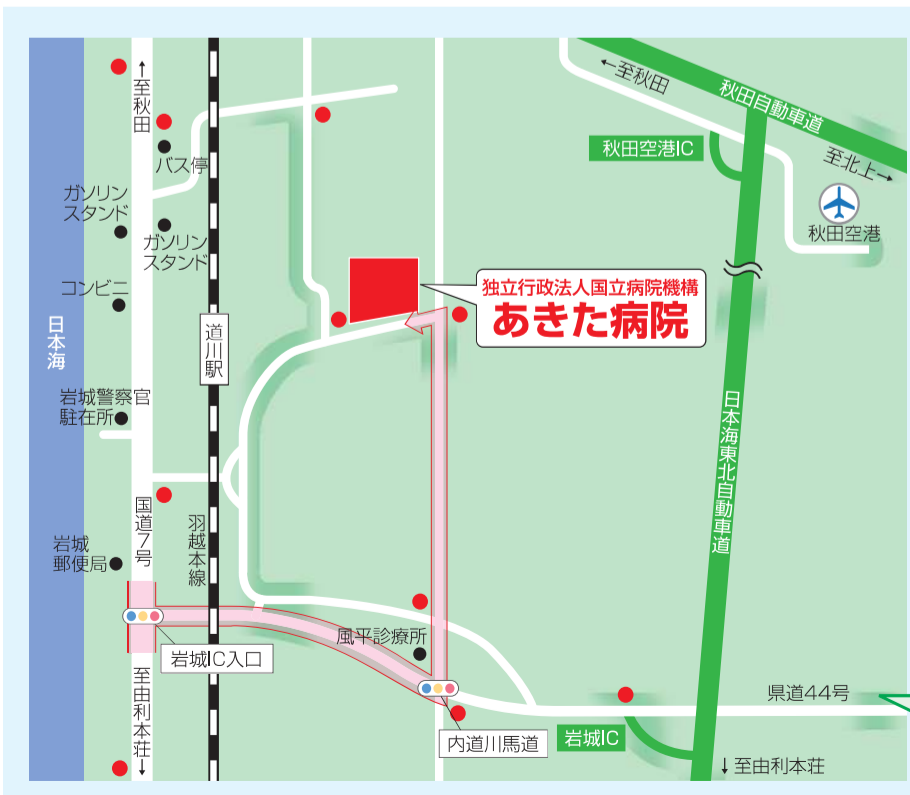 ←至秋田
秋田自動車道
至北上→
秋田空港IC
秋田空港
↑至秋田
バス停
ガソリン
スタンド
ガソリン
スタンド
コンビニ
日本海
道川駅
独立行政法人国立病院機構
あきた病院
岩城警察官
駐在所
日本海東北自動車道
国道7号
羽越本線
岩城
郵便局
風平診療所
岩城IC入口
至由利本荘↓
内道川馬道
岩城IC
県道44号
↓至由利本荘